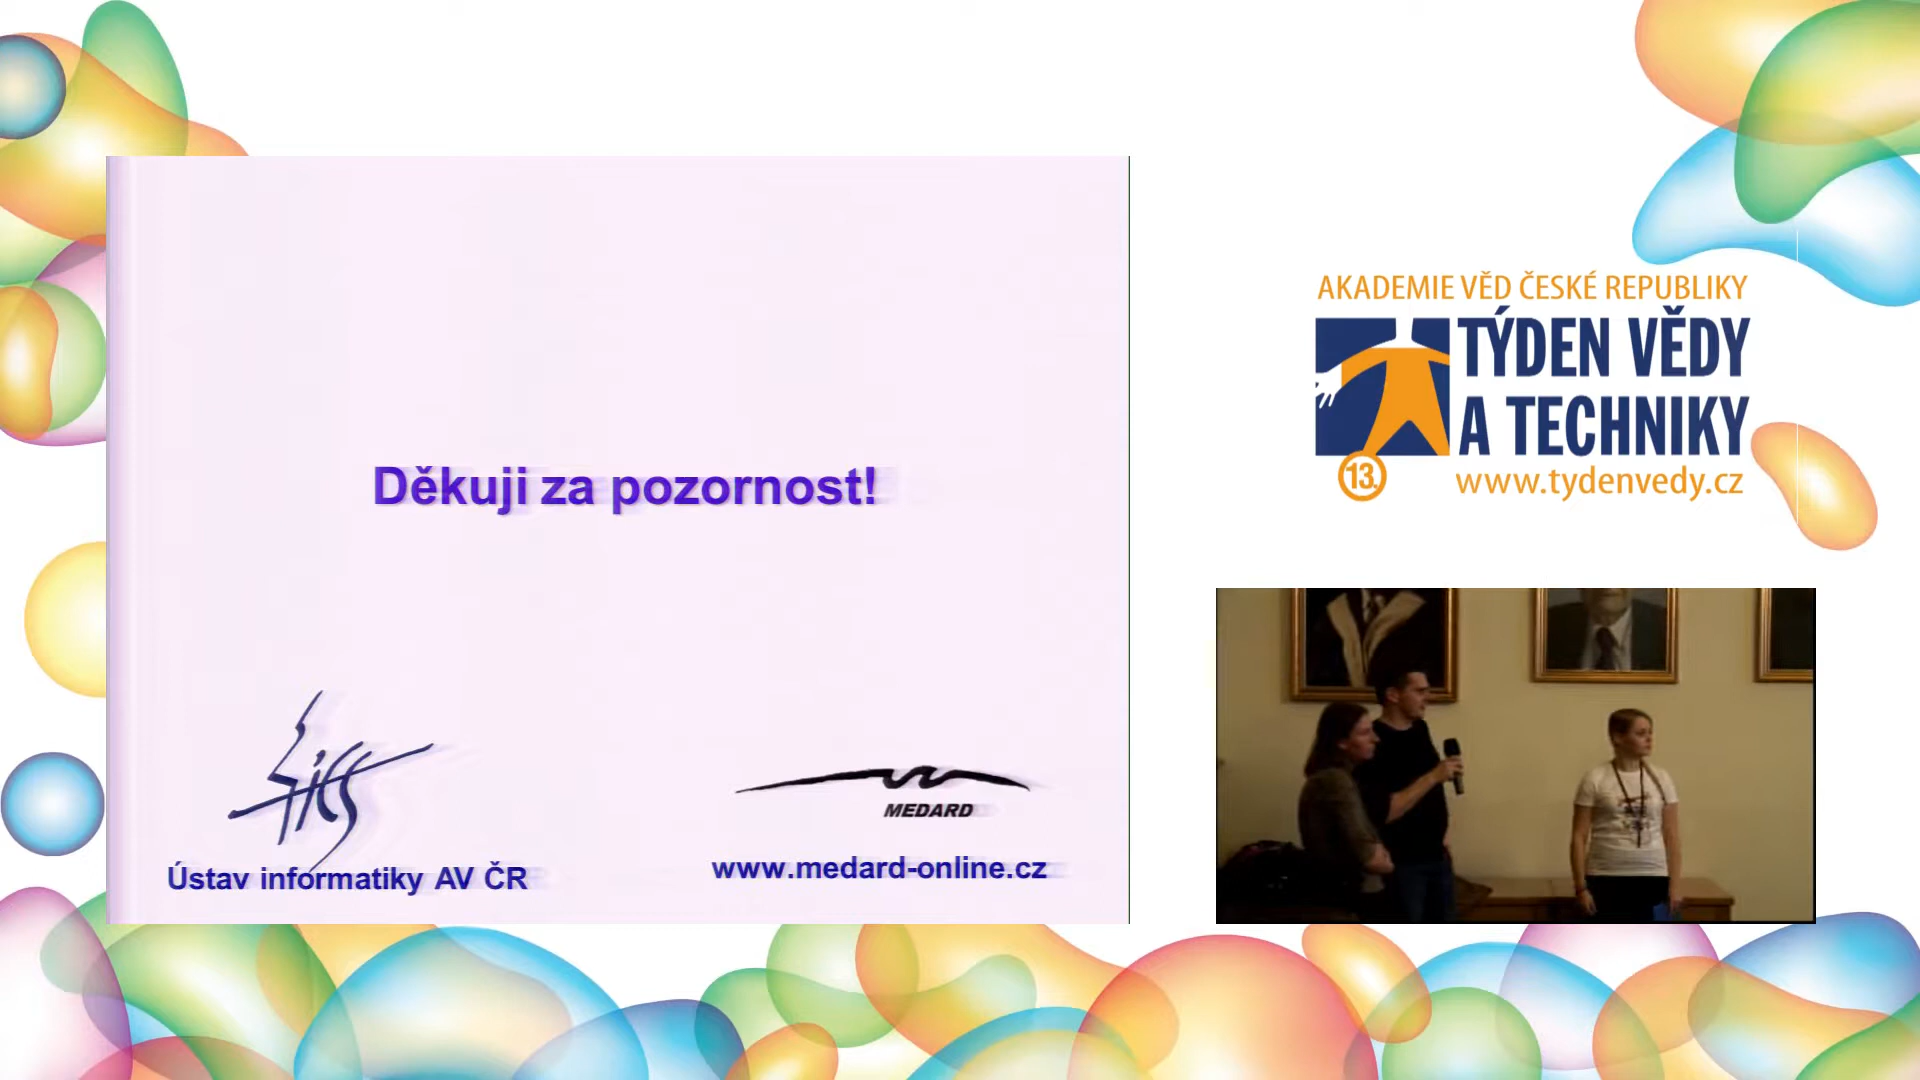 Děkuji za pozornost!
MEDARD
Ústav informatiky AV ČR
www.medard-online.cz
AKADEMIE VĚD ČESKÉ REPUBLIKY
TÝDEN VĚDY
A TECHNIKY
13.
www.tydenvedy.cz